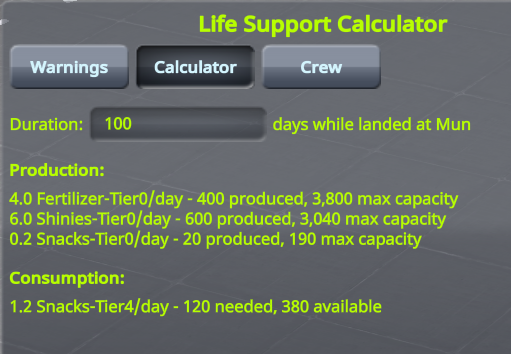 Life Support Calculator
Warnings
Calculator
Crew
Duration: 100 days while landed at Mun
Production:
4.0 Fertilizer-Tier0/day - 400 produced, 3,800 max capacity
6.0 Shinies-Tier0/day - 600 produced, 3,040 max capacity
0.2 Snacks-Tier0/day - 20 produced, 190 max capacity
Consumption:
1.2 Snacks-Tier4/day - 120 needed, 380 available